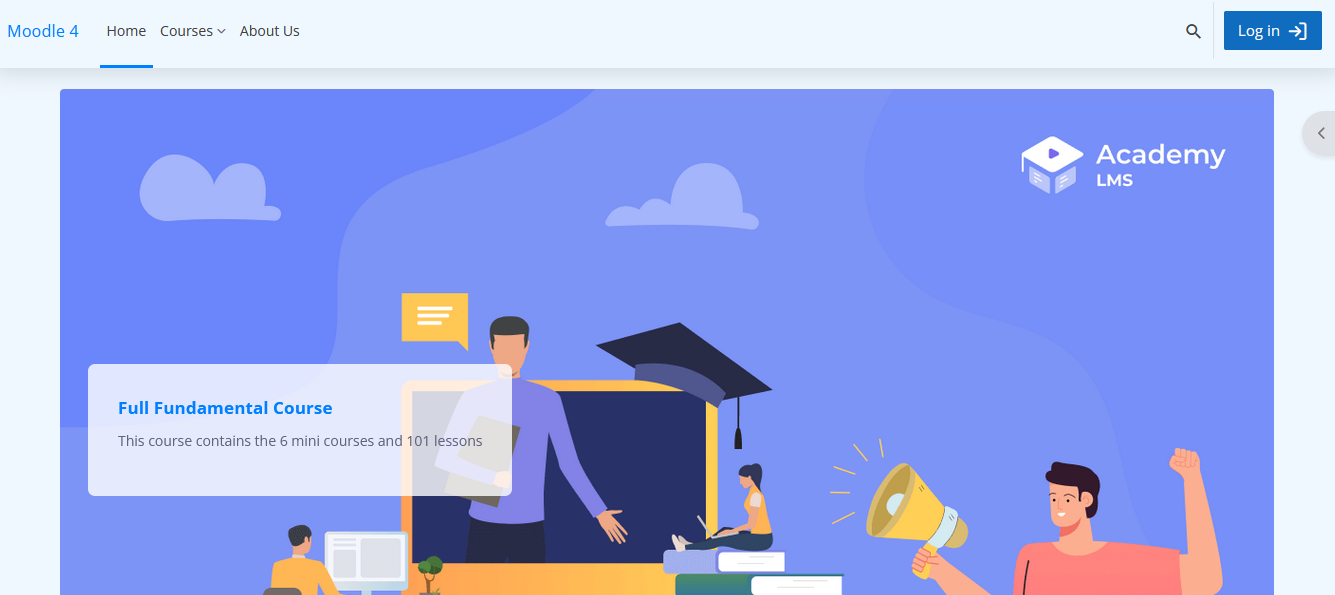 Moodle 4 Home Courses About Us Log in
Academy
LMS
Full Fundamental Course
This course contains the 6 mini courses and 101 lessons